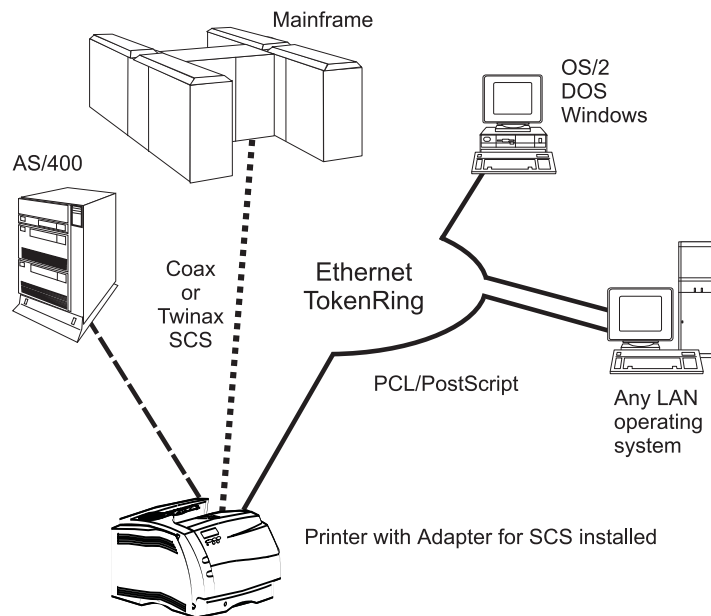 Mainframe
OS/2
DOS
Windows
AS/400
Coax
or
Twinax
SCS
Ethernet
TokenRing
PCL/PostScript
Any LAN
operating
system
Printer with Adapter for SCS installed